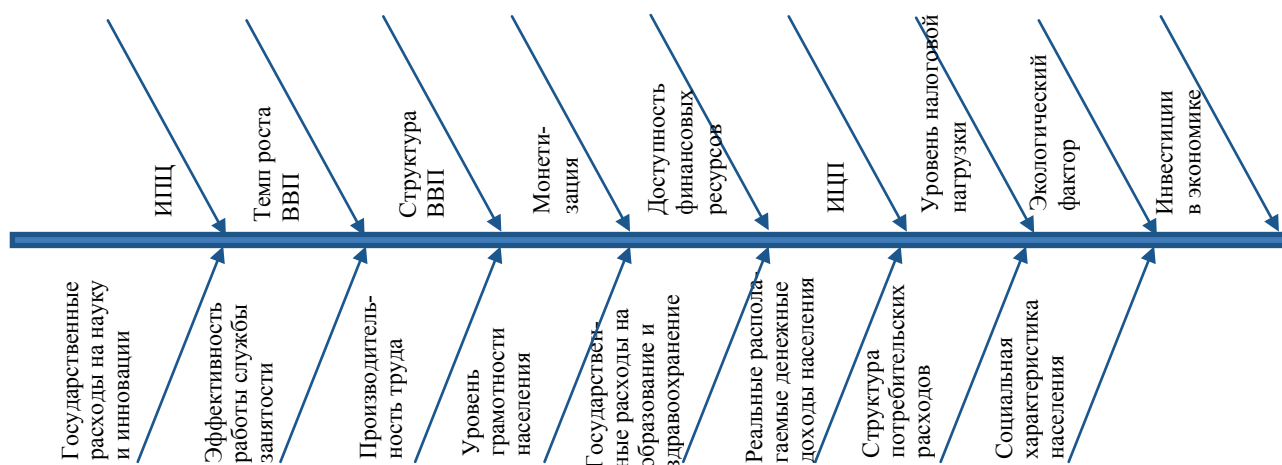 ИПЦ
Темп роста
ВВП
Структура
ВВП
Монети-
зация
Доступность
финансовых
ресурсов
ИЦП
Уровень налоговой
нагрузки
Экологический
фактор
Инвестиции
в экономике
Государственные
расходы на науку
и инновации
Эффективность
работы службы
занятости
Производитель-
ность труда
Уровень
грамотности
населения
Государствен-
ные расходы на
образование и
здравоохранение
Реальные распола-
гаемые денежные
доходы населения
Структура
потребительских
расходов
Социальная
характеристика
населения